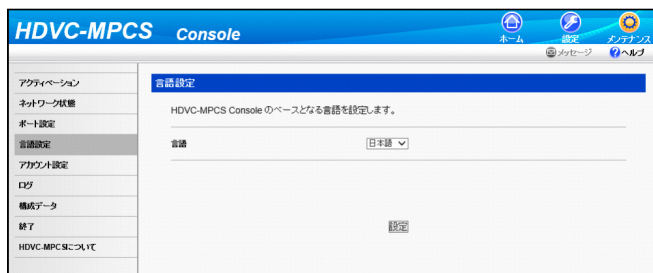 HDVC-MPCS Console
ホーム
設定
メンテナンス
メッセージ
ヘルプ
アクティベーション
ネットワーク状態
ポート設定
言語設定
アカウント設定
ログ
構成データ
終了
HDVC-MPCSについて
言語設定
HDVC-MPCS Console のベースとなる言語を設定します。
言語
日本語
設定